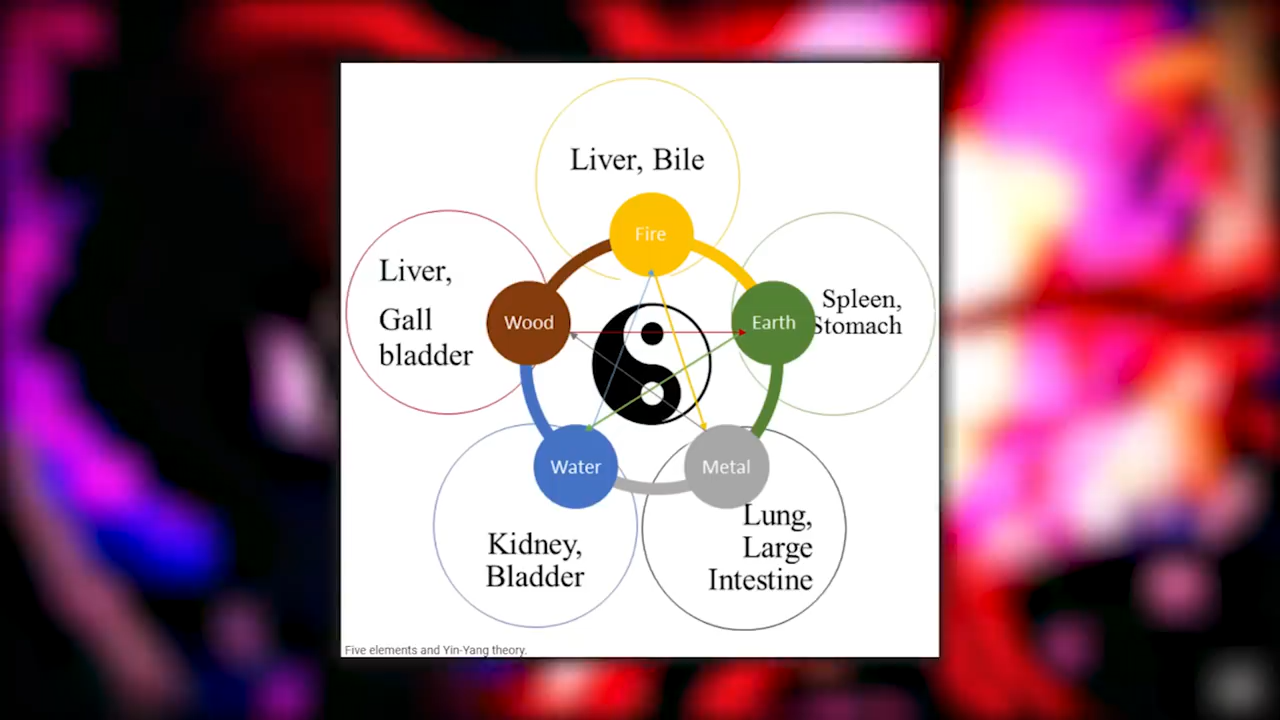 Liver, Bile
Fire
Liver,
Gall
bladder
Wood
Earth
Spleen,
Stomach
Water
Metal
Kidney,
Bladder
Lung,
Large
Intestine
Five elements and Yin-Yang theory.